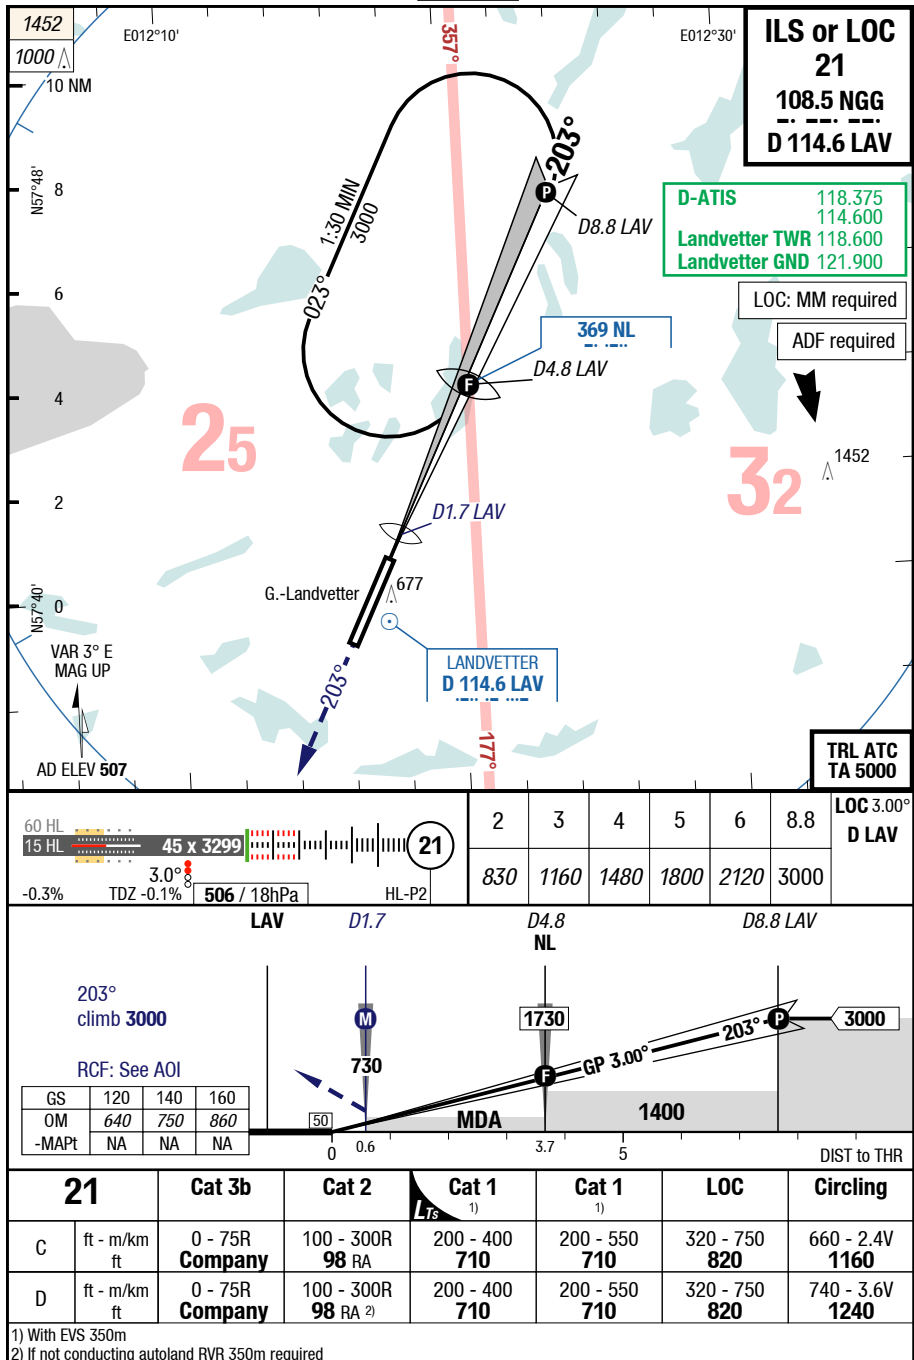 1452
1000
E012°10'
357°
E012°30'
ILS or LOC
21
108.5 NGG
D 114.6 LAV
10 NM
N57°48'
8
6
4
2
0
N57°40'
D-ATIS 118.375
114.600
Landvetter TWR 118.600
Landvetter GND 121.900
LOC: MM required
ADF required
203°
P
D8.8 LAV
1:30 MIN
3000
023°
369 NL
D4.8 LAV
F
25
32
1452
D1.7 LAV
G.-Landvetter
677
LANDVETTER
D 114.6 LAV
203°
177°
VAR 3° E
MAG UP
AD ELEV 507
TRL ATC
TA 5000
60 HL
15 HL
45 x 3299
21
3.0°
-0.3%
TDZ -0.1%
506 / 18hPa
HL-P2
2 3 4 5 6 8.8 LOC 3.00°
D LAV
830 1160 1480 1800 2120 3000
LAV D1.7 D4.8 D8.8 LAV
NL
203°
climb 3000
M
1730
203°
P
3000
RCF: See AOI
730
F
GP 3.00°
GS 120 140 160
OM 640 750 860
-MAPt NA NA NA
50
MDA
1400
0 0.6 3.7 5 DIST to THR
21 Cat 3b Cat 2 LTs Cat 1 1) Cat 1 1) LOC Circling
C ft - m/km 0 - 75R 100 - 300R 200 - 400 200 - 550 320 - 750 660 - 2.4V
ft Company 98 RA 710 710 820 1160
D ft - m/km 0 - 75R 100 - 300R 200 - 400 200 - 550 320 - 750 740 - 3.6V
ft Company 98 RA 2) 710 710 820 1240
1) With EVS 350m
2) If not conducting autoland RVR 350m required